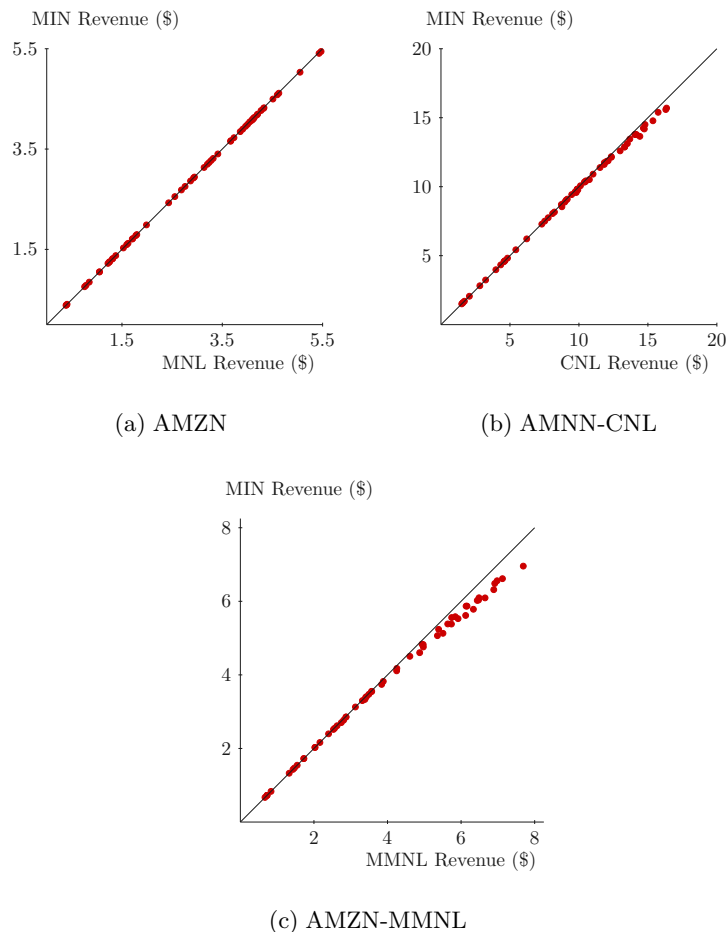 MIN Revenue ($)
5.5
3.5
1.5
1.5 3.5 5.5
MNL Revenue ($)
(a) AMZN
MIN Revenue ($)
20
15
10
5
5 10 15 20
CNL Revenue ($)
(b) AMNN-CNL
MIN Revenue ($)
8
6
4
2
2 4 6 8
MMNL Revenue ($)
(c) AMZN-MMNL